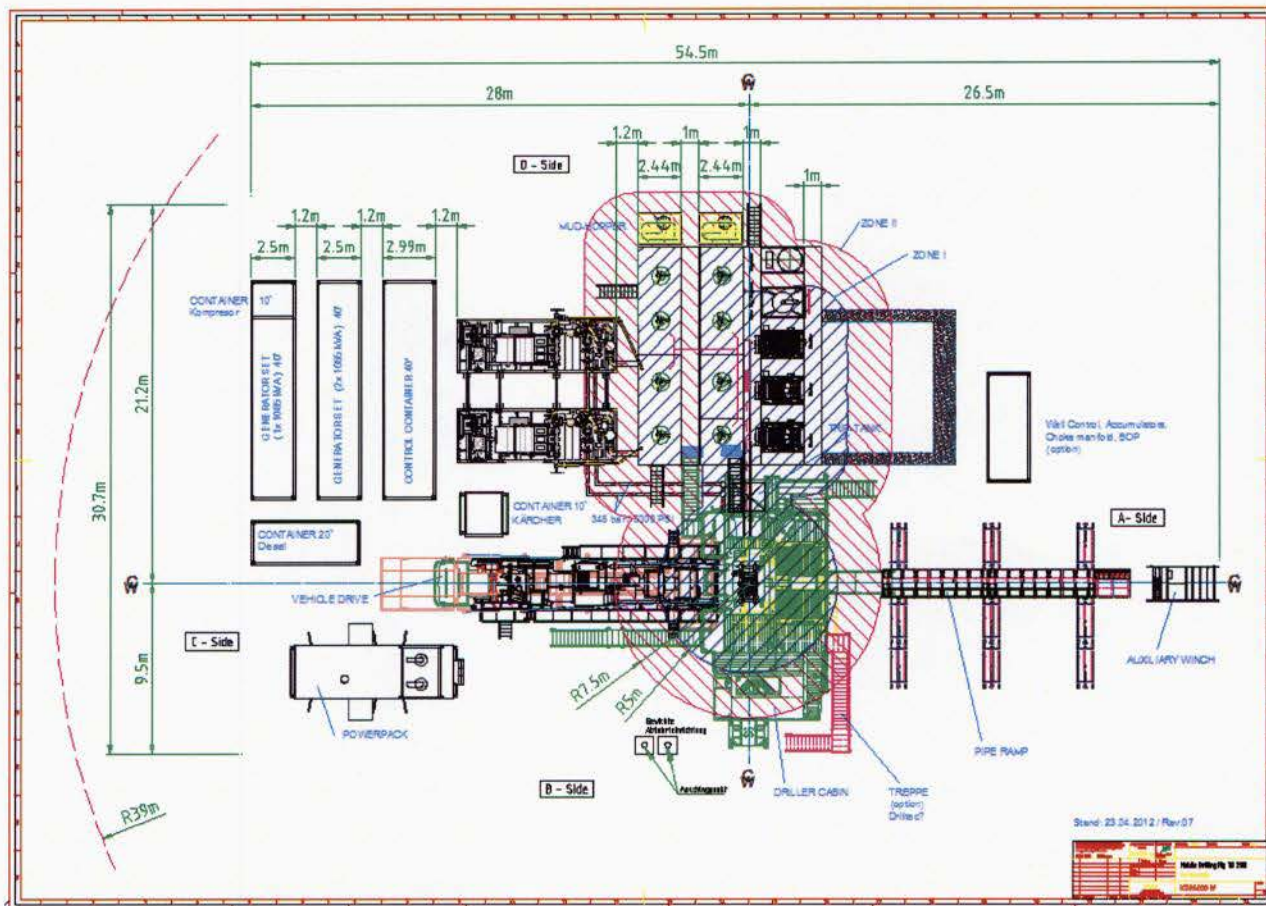 54.5m
28m
26.5m
1.2m
1m
1m
D - Side
2.44m
2.44m
1m
1.2m
1.2m
1.2m
2.5m
2.5m
2.99m
MUD-HOPPER
ZONE II
ZONE I
CONTAINER 10"
Kompresor
GENERATORSET 40'
GENERATORSET (2x 1085 kVA) 40'
CONTROL CONTAINER 40"
21.2m
30.7m
Well Control, Accumulators,
Choke manifold, BOP
(option)
TRIP-TANK
CONTAINER 10"
KÄRCHER
A - Side
CONTAINER 20"
Diesel
VEHICLE DRIVE
C - Side
9.5m
AUXILIARY WINCH
R7.5m
R5m
POWERPACK
PIPE RAMP
B - Side
DRILLER CABIN
TREPPE
(option)
R39m
Stand: 23.04.2012 / Rev:07